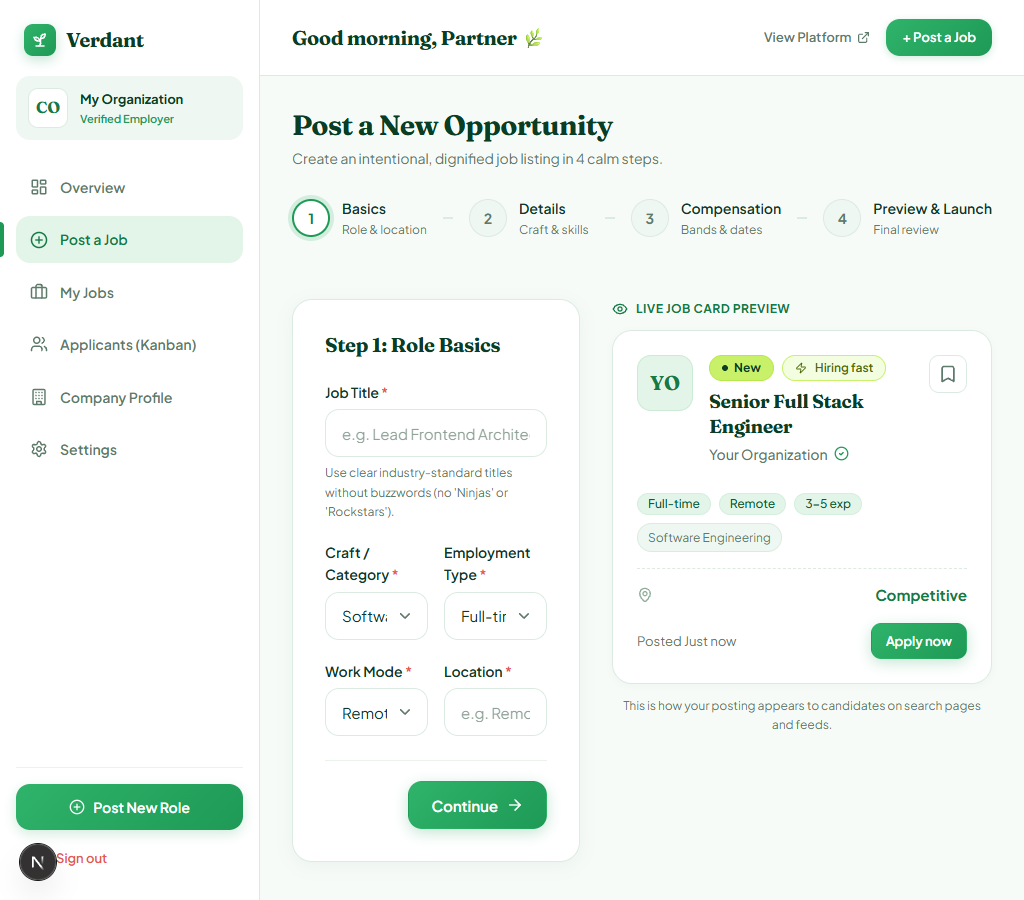 Verdant
CO
My Organization
Verified Employer
Overview
Post a Job
My Jobs
Applicants (Kanban)
Company Profile
Settings
Post New Role
N
Sign out
Good morning, Partner 🌿
View Platform
+ Post a Job
Post a New Opportunity
Create an intentional, dignified job listing in 4 calm steps.
1
Basics
Role & location
2
Details
Craft & skills
3
Compensation
Bands & dates
4
Preview & Launch
Final review
Step 1: Role Basics
Job Title *
e.g. Lead Frontend Archite
Use clear industry-standard titles
without buzzwords (no 'Ninjas' or
'Rockstars').
Craft /
Category *
Softwa
Employment
Type *
Full-tir
Work Mode *
Remot
Location *
e.g. Remo
Continue
LIVE JOB CARD PREVIEW
YO
New
Hiring fast
Senior Full Stack
Engineer
Your Organization
Full-time
Remote
3–5 exp
Software Engineering
Competitive
Posted Just now
Apply now
This is how your posting appears to candidates on search pages
and feeds.